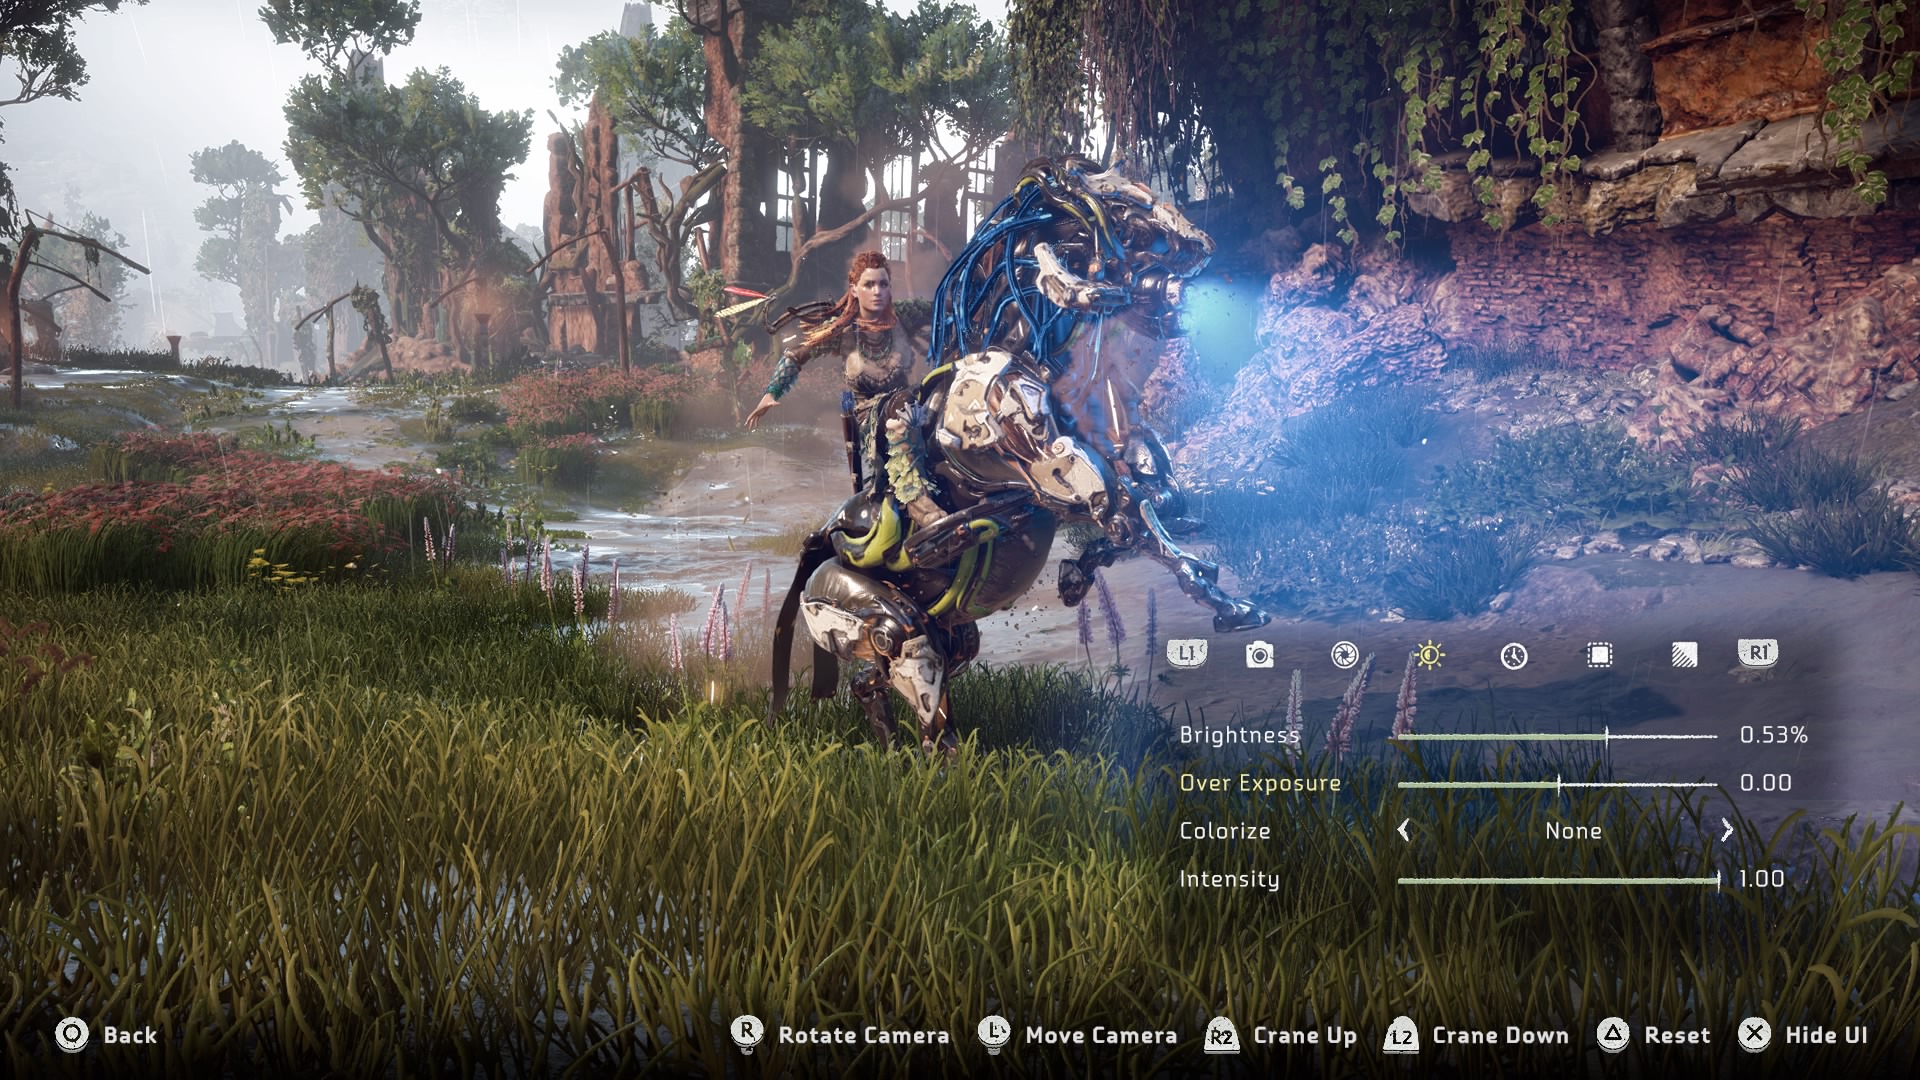 L1 R1
Brightness 0.53%
Over Exposure 0.00
Colorize None
Intensity 1.00
Back R Rotate Camera L Move Camera R2 Crane Up L2 Crane Down Reset Hide UI